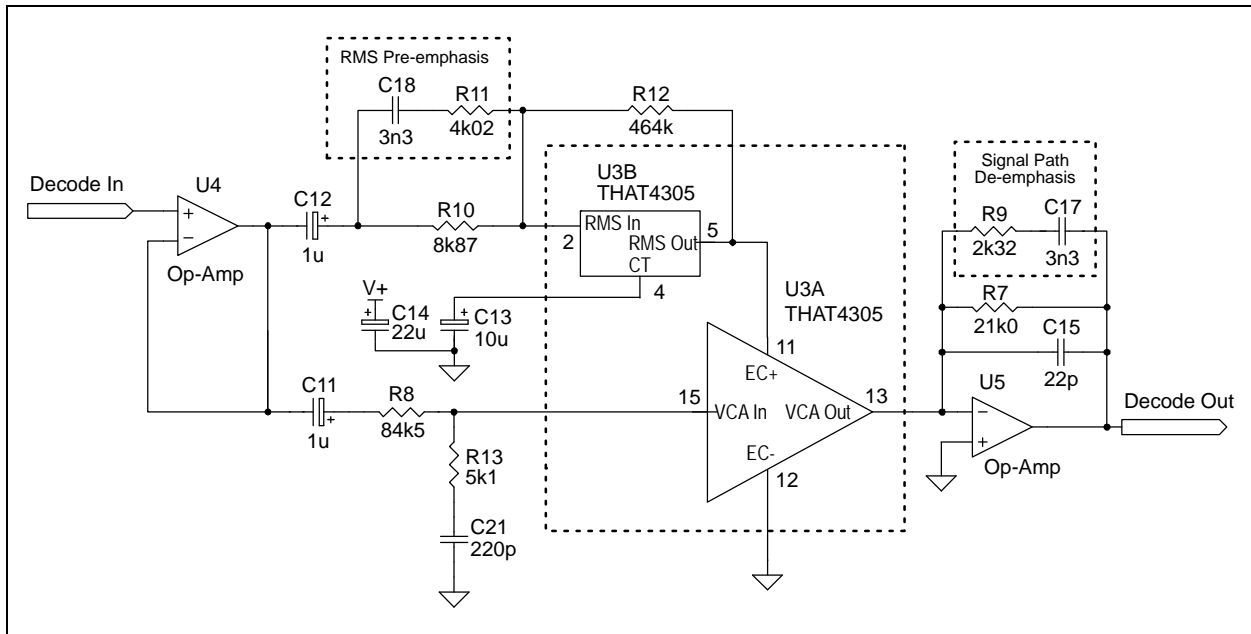 RMS Pre-emphasis
C18
3n3
R11
4k02
R12
464k
Decode In
U4
+
−
Op-Amp
C12
+
1u
R10
8k87
U3B
THAT4305
RMS In
2
RMS Out
5
CT
4
V+
+
C14
22u
+
C13
10u
Signal Path
De-emphasis
R9
2k32
C17
3n3
R7
21k0
C15
22p
U3A
THAT4305
11
EC+
C11
+
1u
R8
84k5
15
VCA In
VCA Out
13
EC-
12
R13
5k1
C21
220p
U5
−
+
Op-Amp
Decode Out